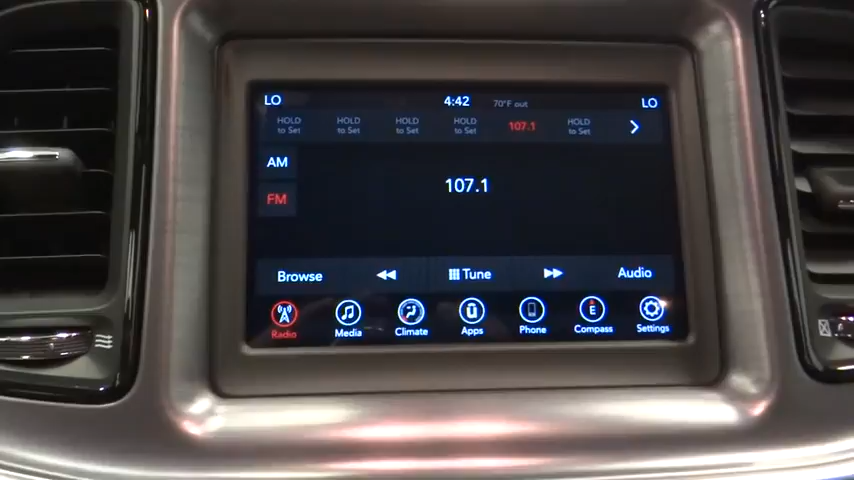 LO 4:42 70°F out LO
HOLD to Set HOLD to Set HOLD to Set HOLD to Set 107.1 HOLD to Set
AM
107.1
FM
Browse Tune Audio
Radio Media Climate Apps Phone E Compass Settings